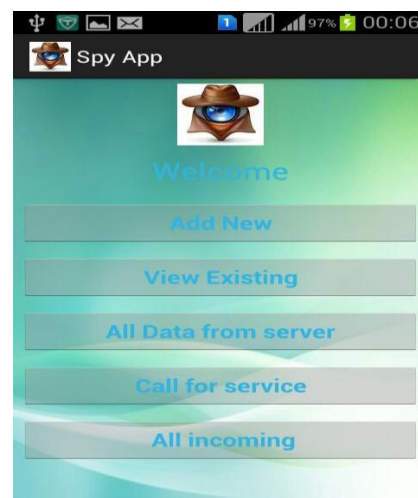 1 97% 00:06
Spy App
Welcome
Add New
View Existing
All Data from server
Call for service
All incoming